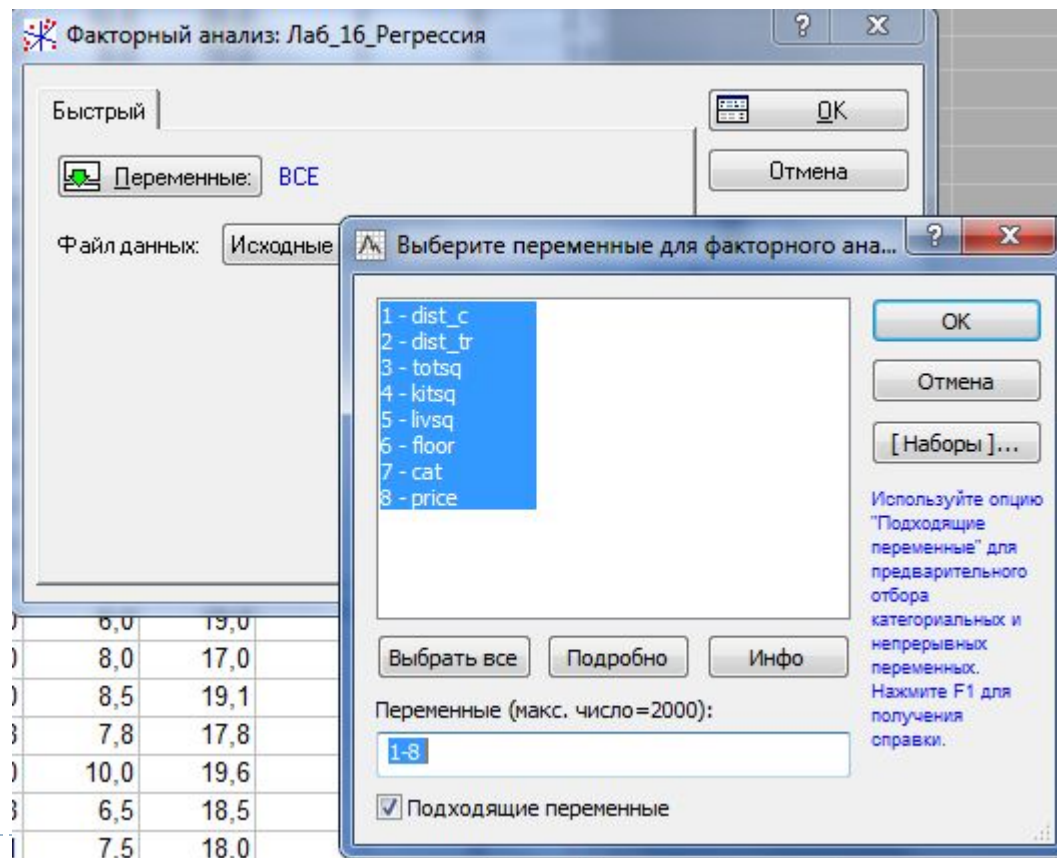 Факторный анализ: Лаб_16_Регрессия
Быстрый
OK
Переменные: ВСЕ
Отмена
Файл данных: Исходные
Выберите переменные для факторного ана...
1 - dist_c
2 - dist_tr
3 - totsq
4 - kitsq
5 - livsq
6 - floor
7 - cat
8 - price
OK
Отмена
[ Наборы ]...
Используйте опцию
"Подходящие
переменные" для
предварительного
отбора
категориальных и
непрерывных
переменных.
Нажмите F1 для
получения
справки.
Выбрать все Подробно Инфо
Переменные (макс. число=2000):
1-8
Подходящие переменные
6,0 19,0
8,0 17,0
8,5 19,1
7,8 17,8
10,0 19,6
6,5 18,5
7,5 18,0